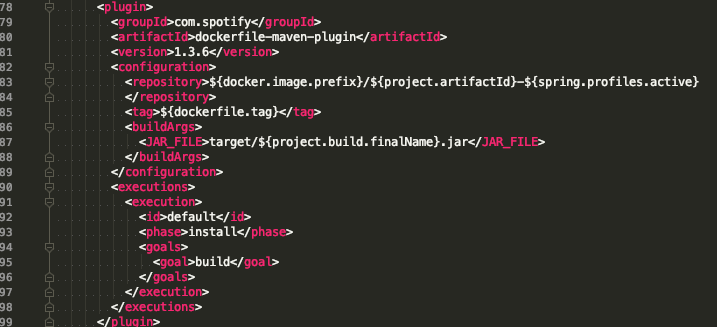 78 <plugin>
79 <groupId>com.spotify</groupId>
80 <artifactId>dockerfile-maven-plugin</artifactId>
81 <version>1.3.6</version>
82 <configuration>
83 <repository>${docker.image.prefix}/${project.artifactId}-${spring.profiles.active}
84 </repository>
85 <tag>${dockerfile.tag}</tag>
86 <buildArgs>
87 <JAR_FILE>target/${project.build.finalName}.jar</JAR_FILE>
88 </buildArgs>
89 </configuration>
90 <executions>
91 <execution>
92 <id>default</id>
93 <phase>install</phase>
94 <goals>
95 <goal>build</goal>
96 </goals>
97 </execution>
98 </executions>
99 </plugin>